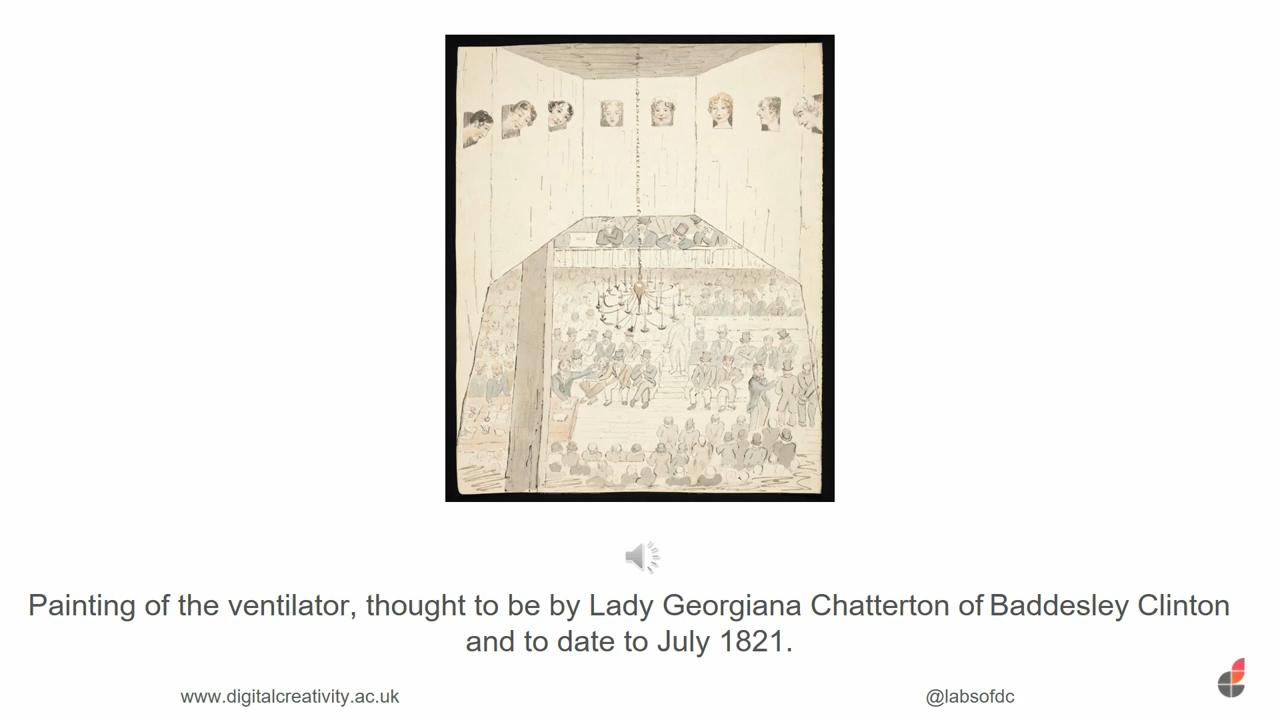 Painting of the ventilator, thought to be by Lady Georgiana Chatterton of Baddesley Clinton
and to date to July 1821.
www.digitalcreativity.ac.uk
@labsofdc